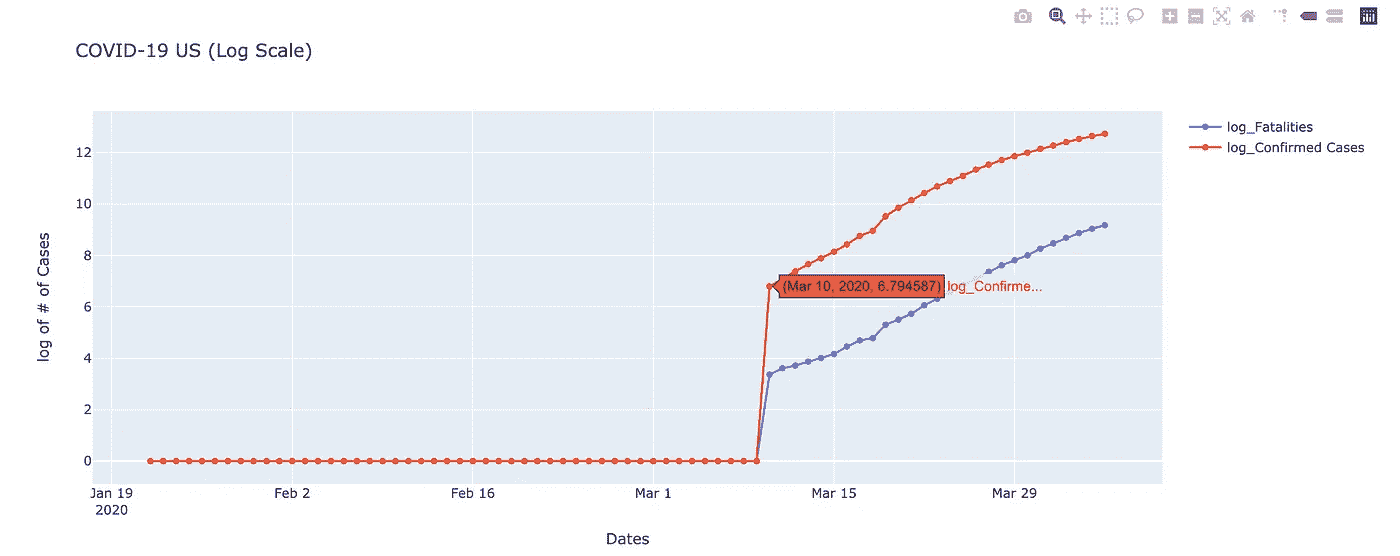 COVID-19 US (Log Scale)
log_Fatalities
log_Confirmed Cases
log of # of Cases
12
10
8
6
4
2
0
(Mar 10, 2020, 6.794587) log_Confirme...
Jan 19 Feb 2 Feb 16 Mar 1 Mar 15 Mar 29
2020
Dates